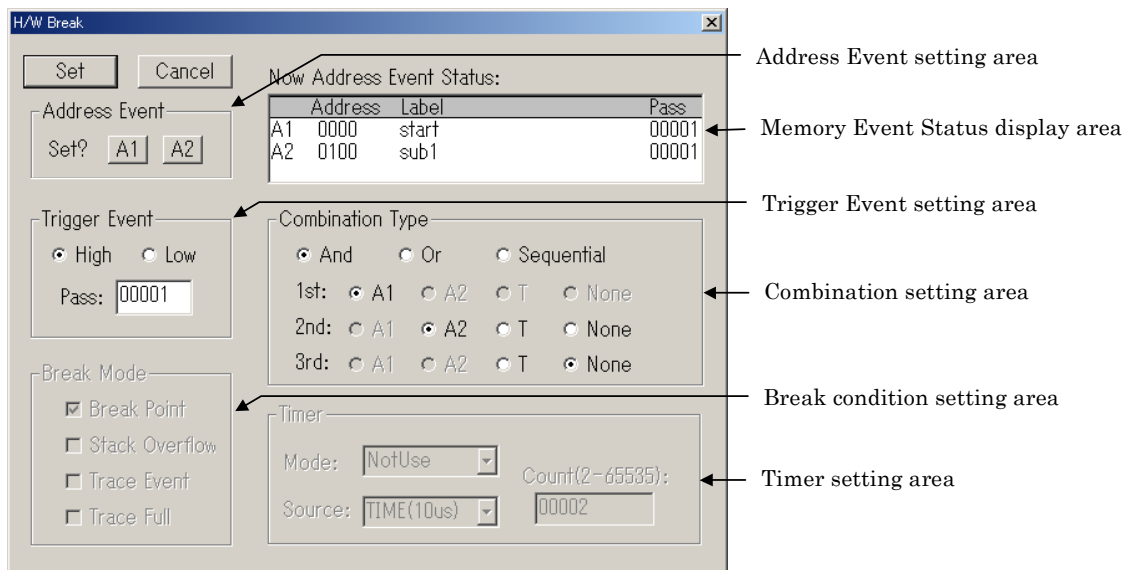 H/W Break
Set Cancel
Now Address Event Status:
Address Event
Set? A1 A2
Address Label Pass
A1 0000 start 00001
A2 0100 sub1 00001
Trigger Event
High Low
Pass: 00001
Combination Type
And Or Sequential
1st: A1 A2 T None
2nd: A1 A2 T None
3rd: A1 A2 T None
Break Mode
Break Point
Stack Overflow
Trace Event
Trace Full
Timer
Mode: NotUse
Count(2-65535):
Source: TIME(10us) 00002
Address Event setting area
Memory Event Status display area
Trigger Event setting area
Combination setting area
Break condition setting area
Timer setting area